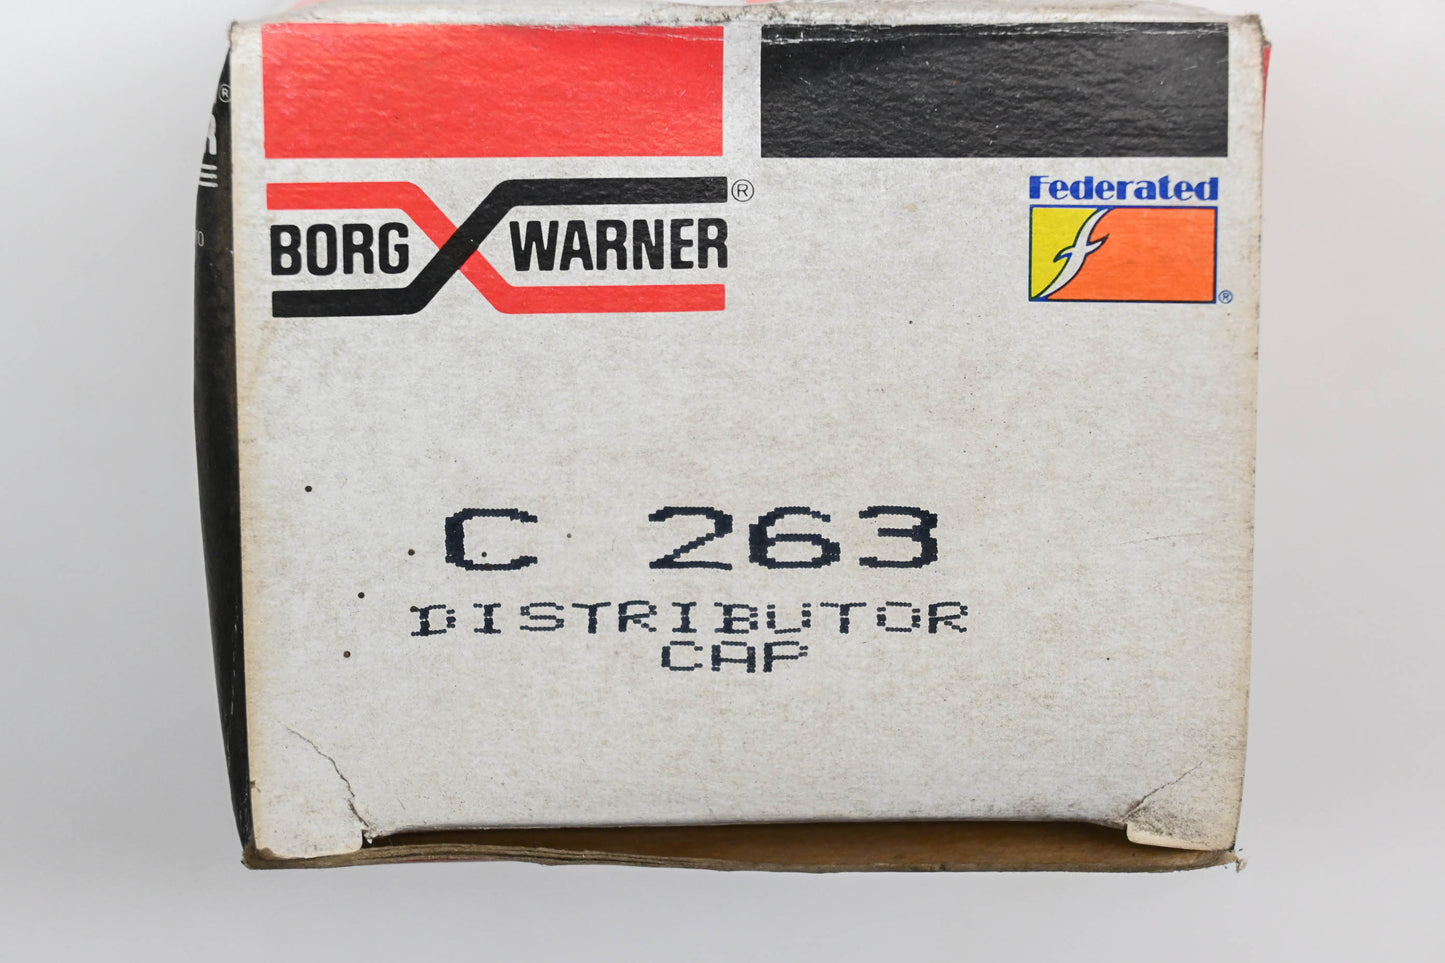 BORG WARNER®
Federated
®
C 263
DISTRIBUTOR
CAP